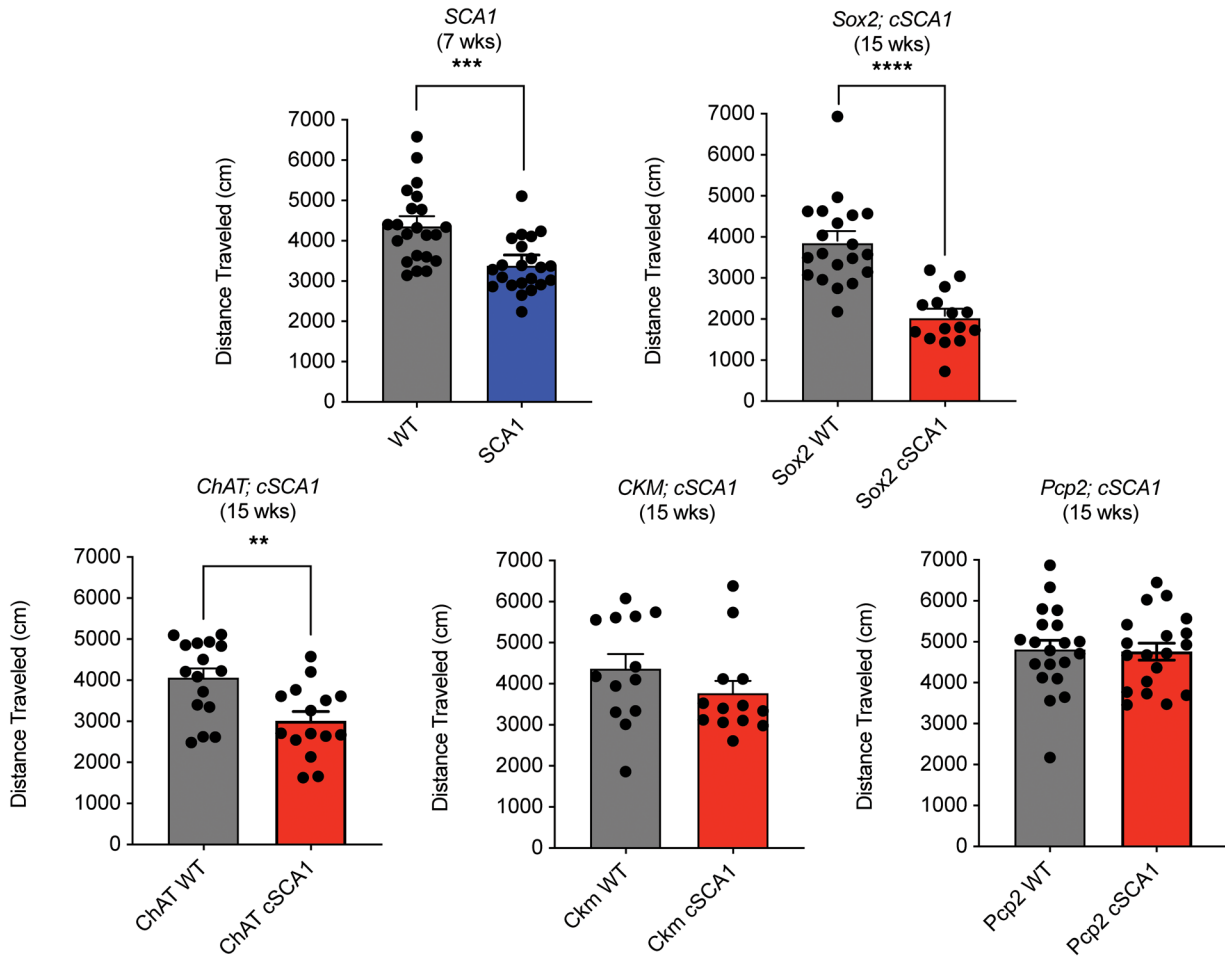 SCA1
(7 wks)
***
Distance Traveled (cm)
7000
6000
5000
4000
3000
2000
1000
0
WT
SCA1
Sox2; cSCA1
(15 wks)
****
Distance Traveled (cm)
7000
6000
5000
4000
3000
2000
1000
0
Sox2 WT
Sox2 cSCA1
ChAT; cSCA1
(15 wks)
**
Distance Traveled (cm)
7000
6000
5000
4000
3000
2000
1000
0
ChAT WT
ChAT cSCA1
CKM; cSCA1
(15 wks)
Distance Traveled (cm)
7000
6000
5000
4000
3000
2000
1000
0
Ckm WT
Ckm cSCA1
Pcp2; cSCA1
(15 wks)
Distance Traveled (cm)
7000
6000
5000
4000
3000
2000
1000
0
Pcp2 WT
Pcp2 cSCA1